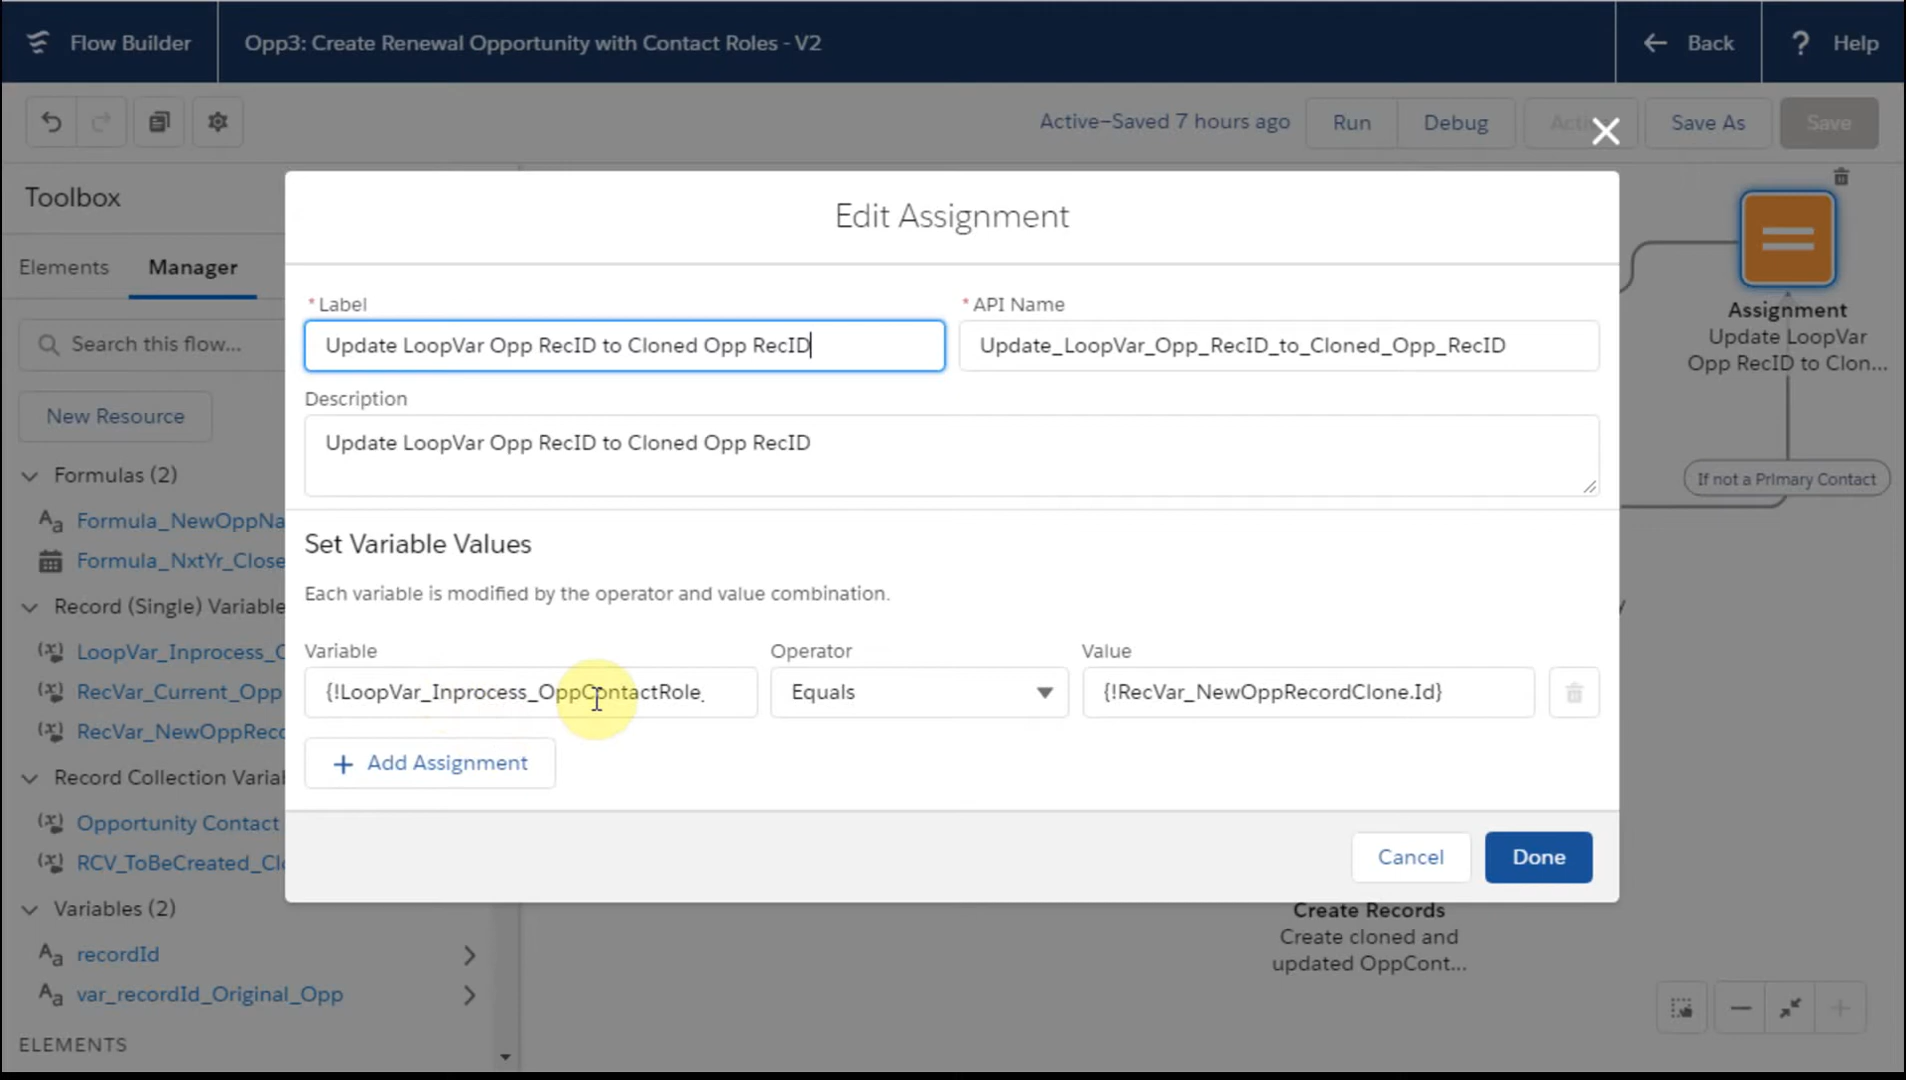 Flow Builder
Opp3: Create Renewal Opportunity with Contact Roles - V2
Back
? Help
Active–Saved 7 hours ago
Run
Debug
Save As
Save
Toolbox
Elements
Manager
Search this flow...
New Resource
Formulas (2)
Formula_NewOppNa
Formula_NxtYr_Close
Record (Single) Variable
LoopVar_Inprocess_C
RecVar_Current_Opp
RecVar_NewOppRecc
Record Collection Varial
Opportunity Contact
RCV_ToBeCreated_Clo
Variables (2)
recordId
var_recordId_Original_Opp
ELEMENTS
Edit Assignment
* Label
Update LoopVar Opp RecID to Cloned Opp RecID
* API Name
Update_LoopVar_Opp_RecID_to_Cloned_Opp_RecID
Description
Update LoopVar Opp RecID to Cloned Opp RecID
Set Variable Values
Each variable is modified by the operator and value combination.
Variable
{!LoopVar_Inprocess_OppContactRole.
Operator
Equals
Value
{!RecVar_NewOppRecordClone.Id}
+ Add Assignment
Cancel
Done
Assignment
Update LoopVar
Opp RecID to Clon...
If not a Primary Contact
Create Records
Create cloned and
updated OppCont...